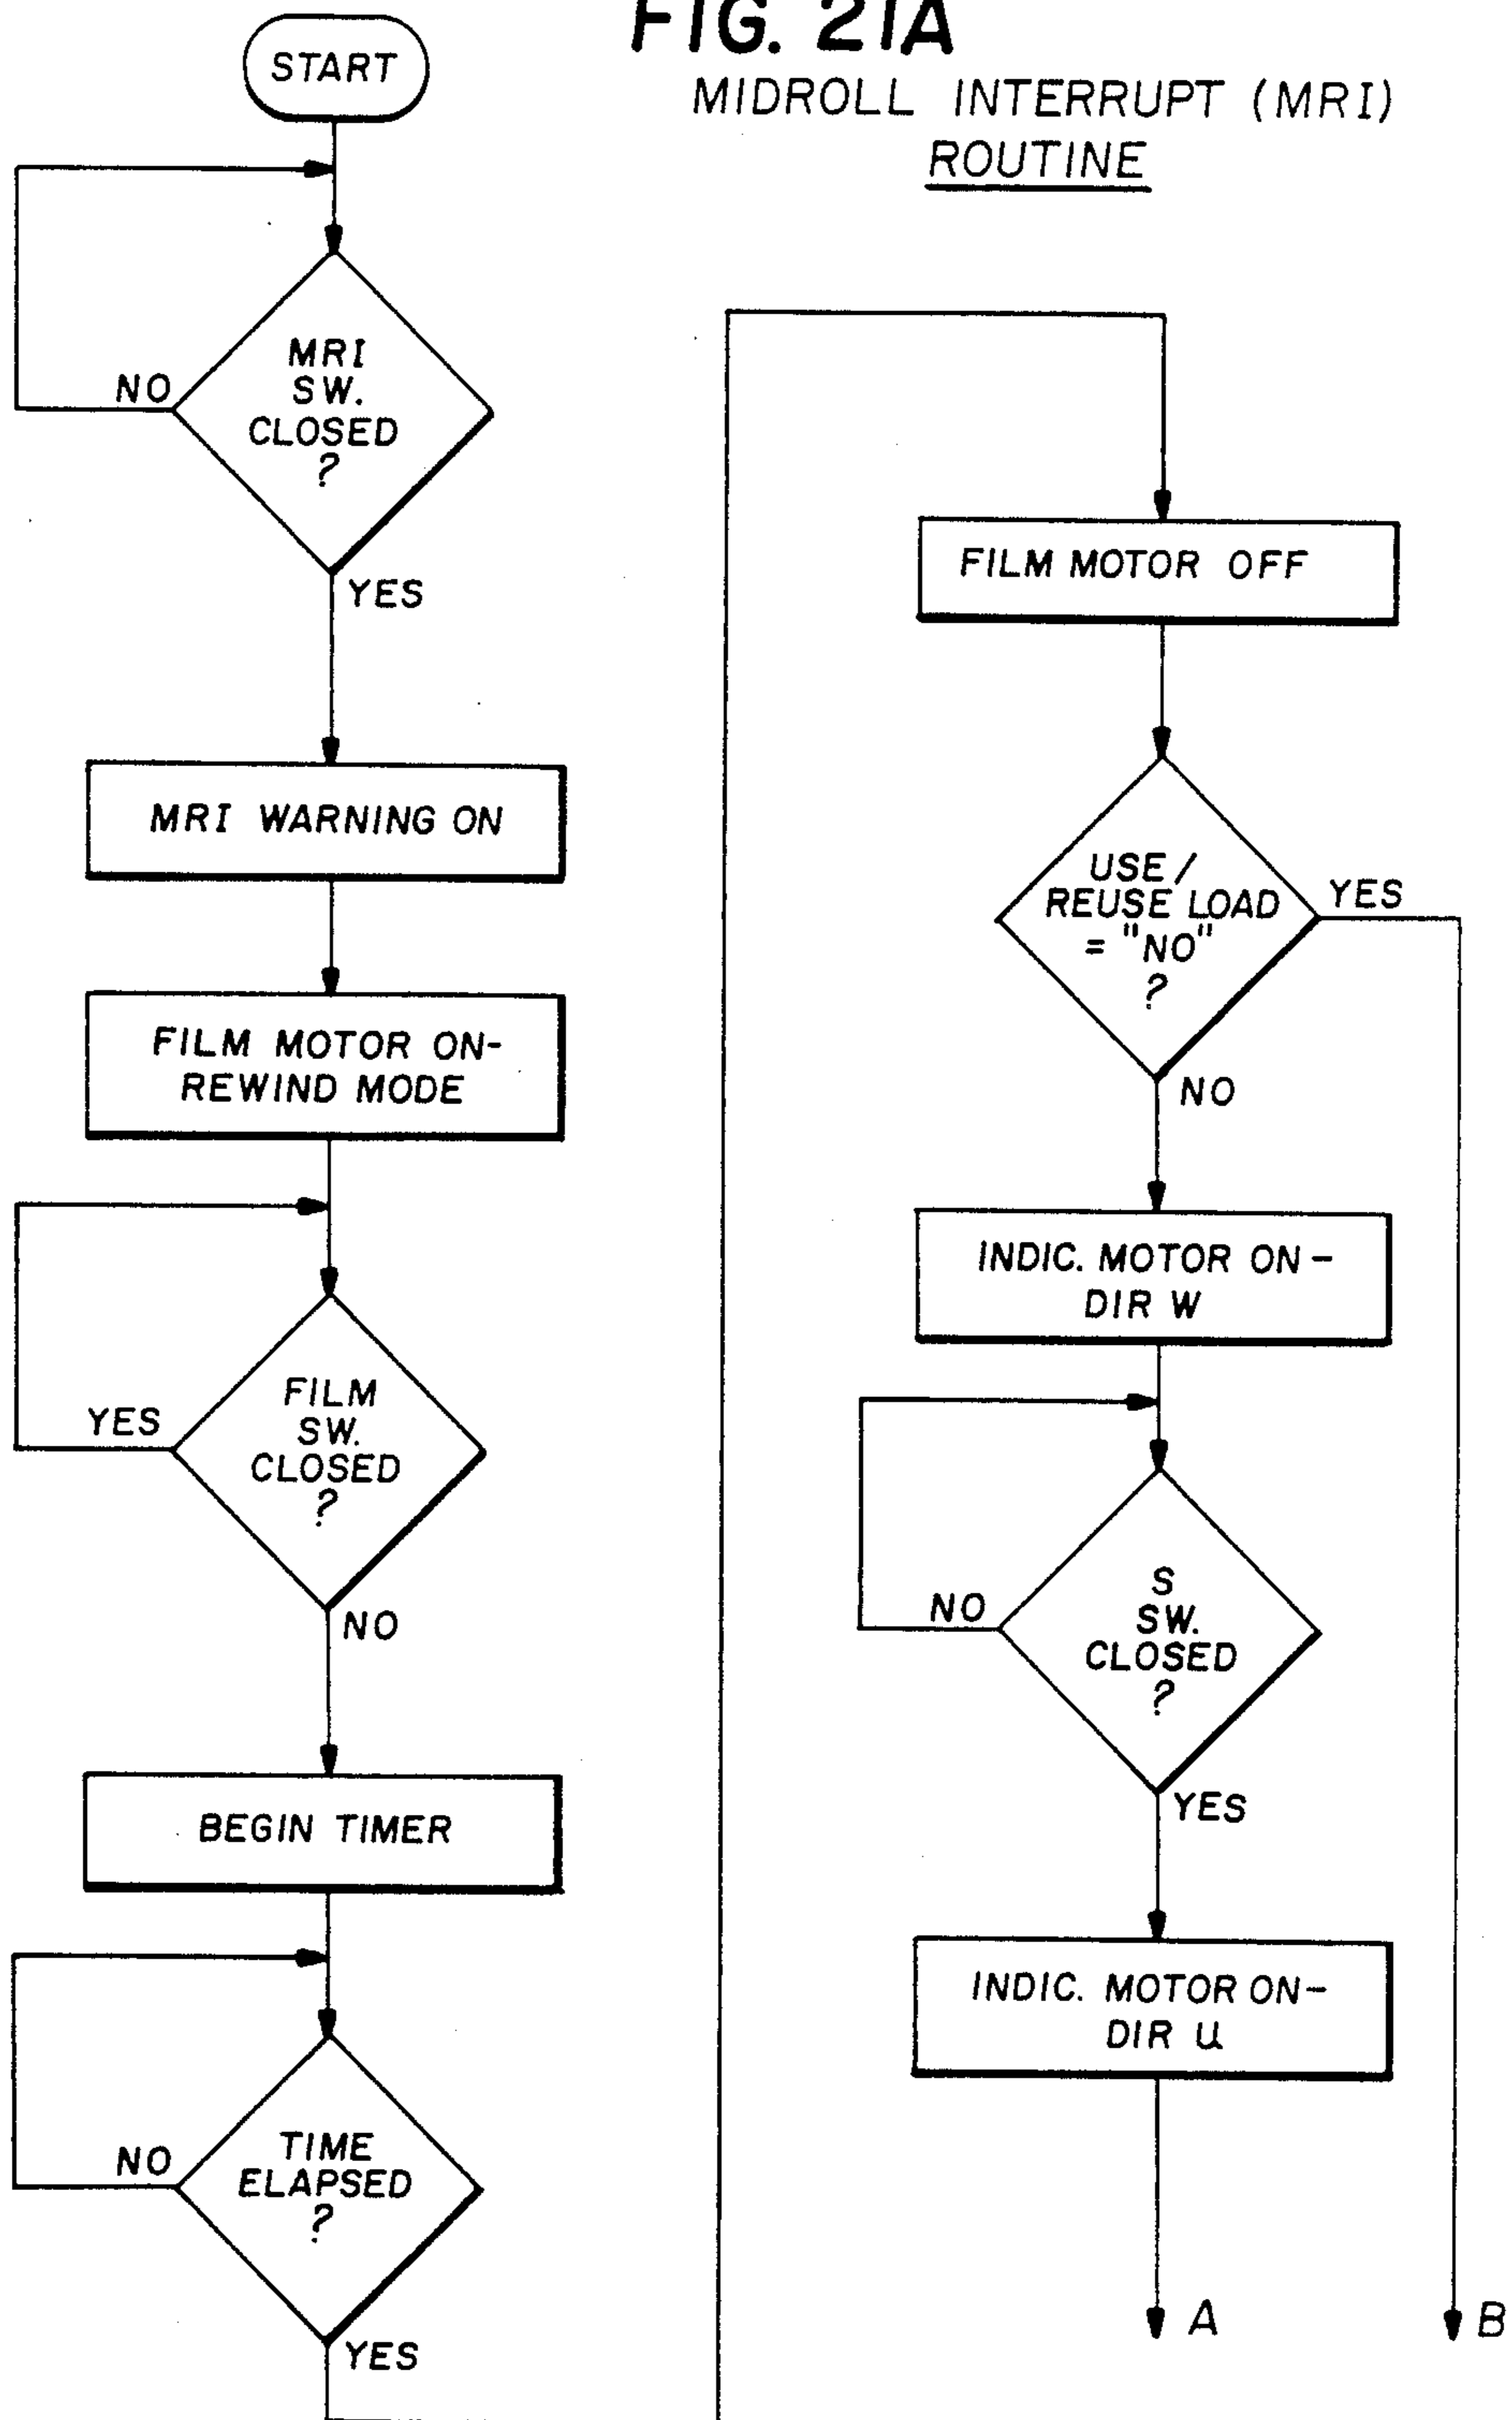 FIG. 21A
MIDROLL INTERRUPT (MRI)
ROUTINE
START
MRI
SW.
CLOSED
?
NO
YES
MRI WARNING ON
FILM MOTOR ON-
REWIND MODE
FILM
SW.
CLOSED
?
YES
NO
BEGIN TIMER
TIME
ELAPSED
?
NO
YES
FILM MOTOR OFF
USE/
REUSE LOAD
= "NO"
?
YES
NO
INDIC. MOTOR ON-
DIR W
S
SW.
CLOSED
?
NO
YES
INDIC. MOTOR ON-
DIR U
A
B